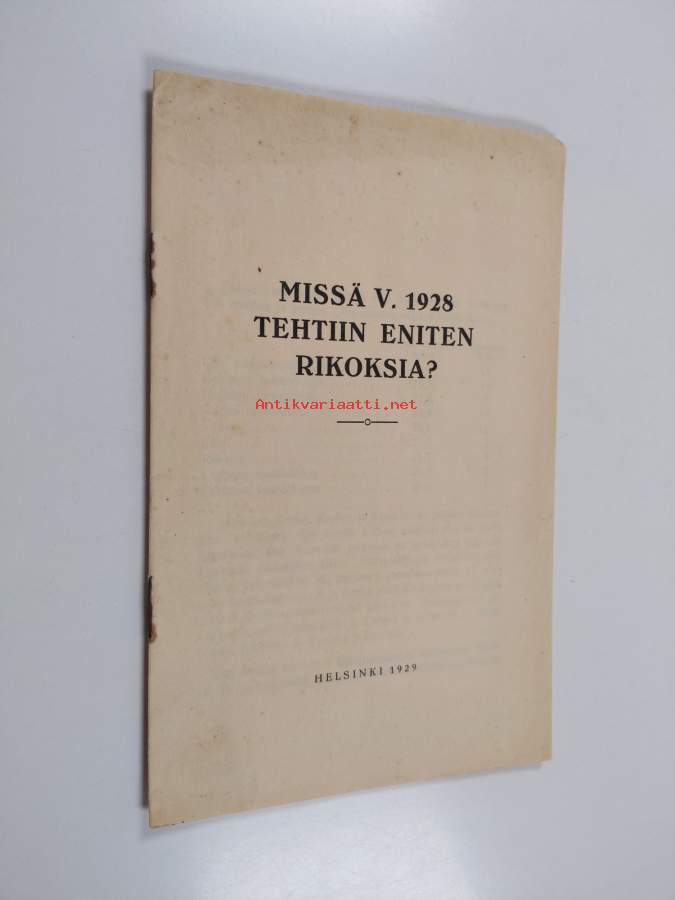 MISSÄ V. 1928
TEHTIIN ENITEN
RIKOKSIA?
Antikvariaatti.net
HELSINKI 1929